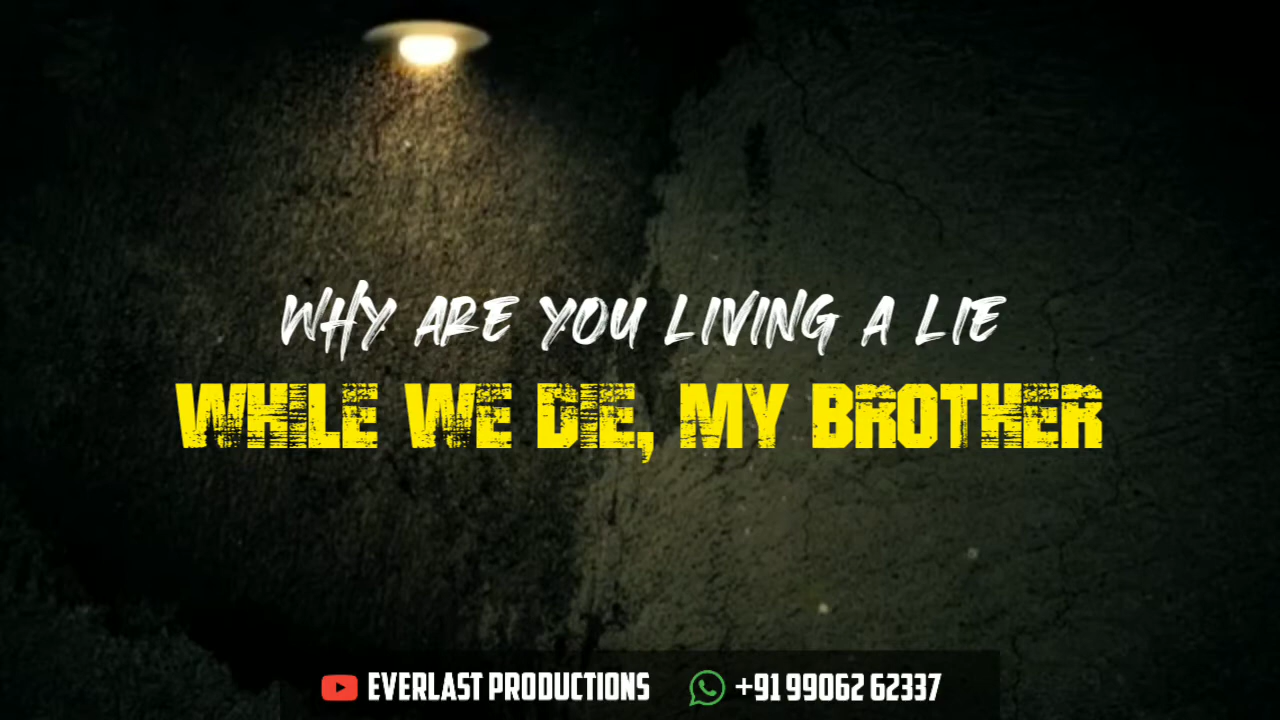 WHY ARE YOU LIVING A LIE
WHILE WE DIE, MY BROTHER
EVERLAST PRODUCTIONS +91 99062 62337